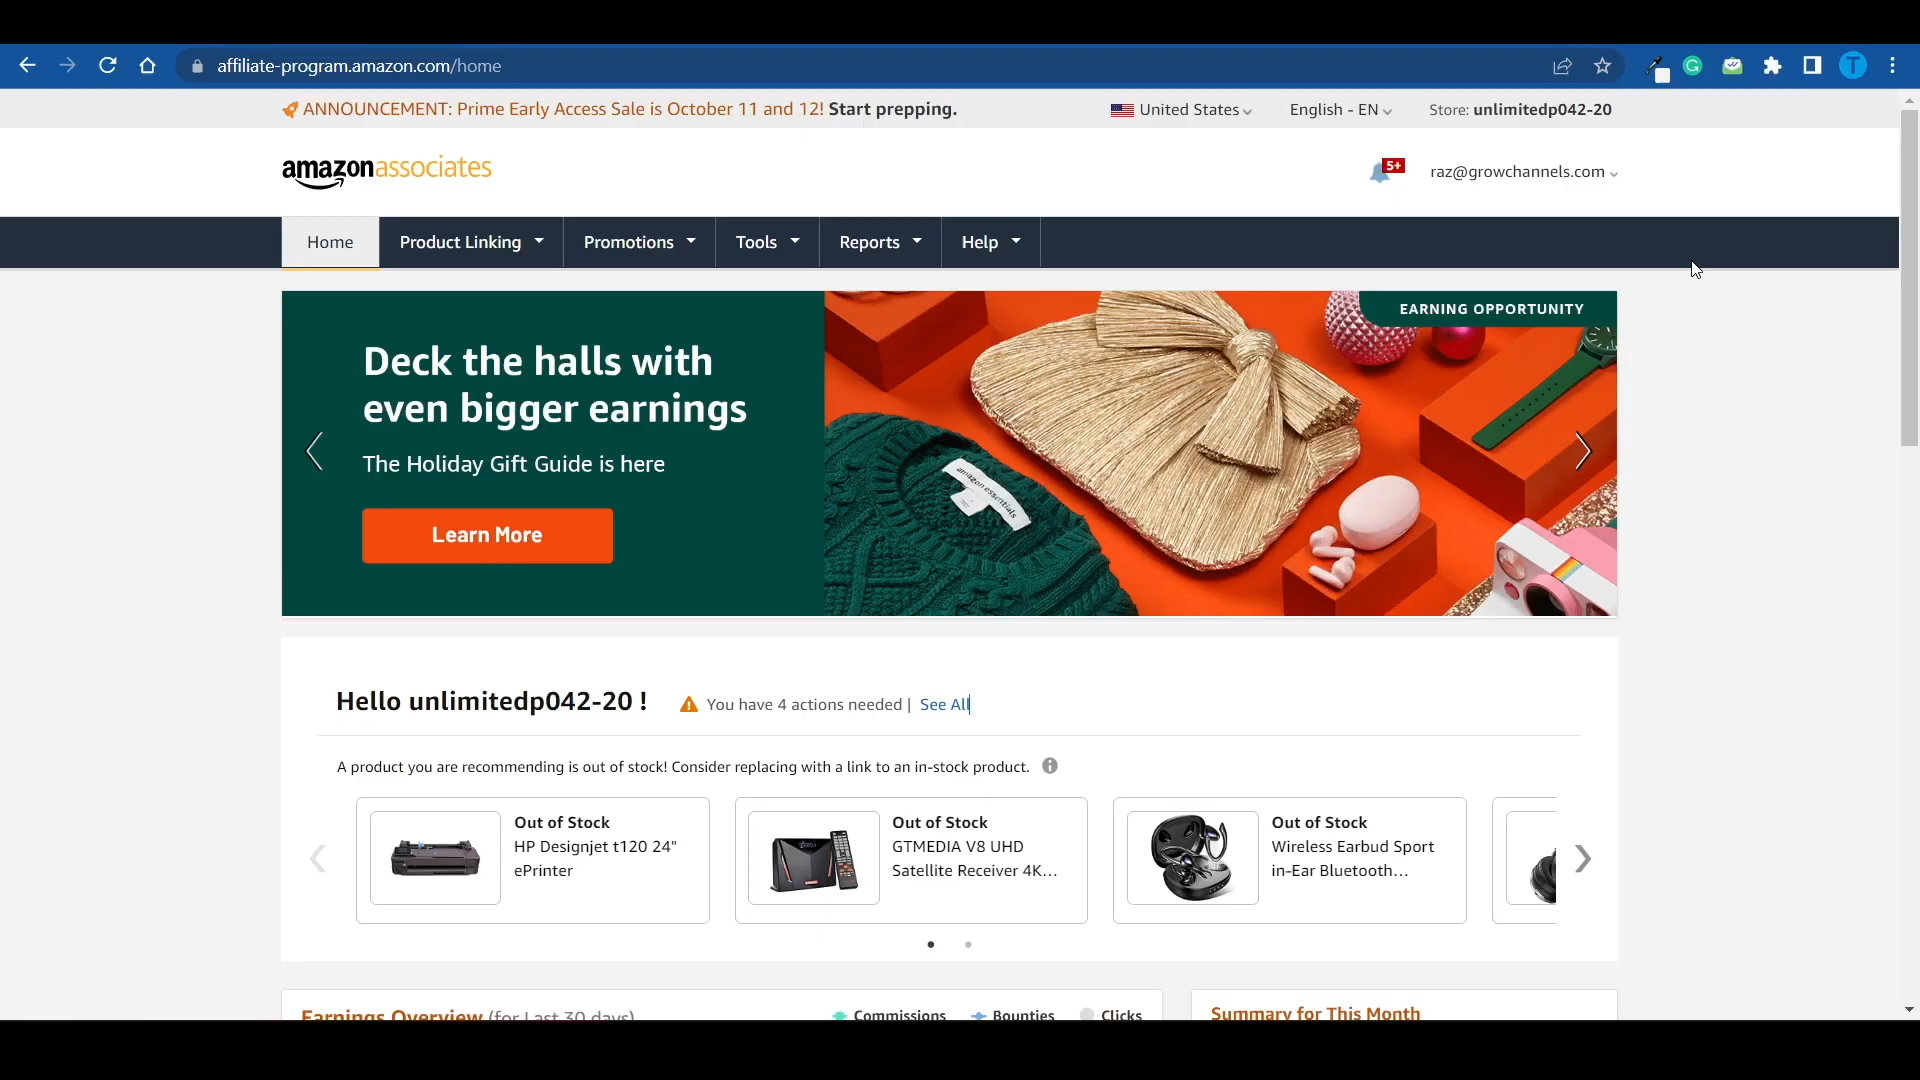 affiliate-program.amazon.com/home
ANNOUNCEMENT: Prime Early Access Sale is October 11 and 12! Start prepping.
United States
English - EN
Store: unlimitedp042-20
amazonassociates
5+
raz@growchannels.com
Home
Product Linking
Promotions
Tools
Reports
Help
EARNING OPPORTUNITY
Deck the halls with
even bigger earnings
The Holiday Gift Guide is here
Learn More
amazon essentials
Hello unlimitedp042-20 !
You have 4 actions needed | See All
A product you are recommending is out of stock! Consider replacing with a link to an in-stock product.
Out of Stock
HP Designjet t120 24"
ePrinter
Out of Stock
GTMEDIA V8 UHD
Satellite Receiver 4K...
Out of Stock
Wireless Earbud Sport
in-Ear Bluetooth...
Earnings Overview (for Last 30 days)
Commissions
Bounties
Clicks
Summary for This Month